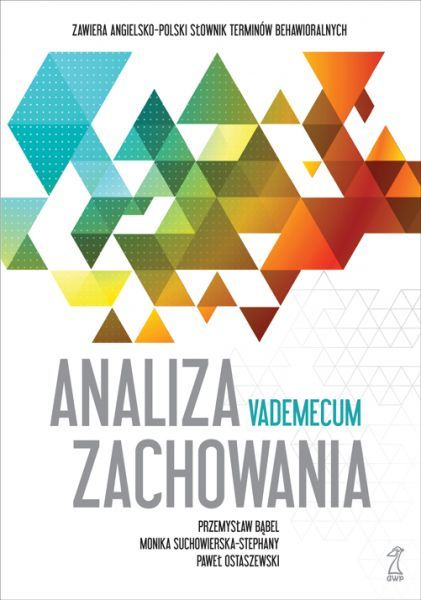 ZAWIERA ANGIELSKO-POLSKI SŁOWNIK TERMINÓW BEHAWIORALNYCH
ANALIZA
VADEMECUM
ZACHOWANIA
PRZEMYSŁAW BĄBEL
MONIKA SUCHOWIERSKA-STEPHANY
PAWEŁ OSTASZEWSKI
GWP